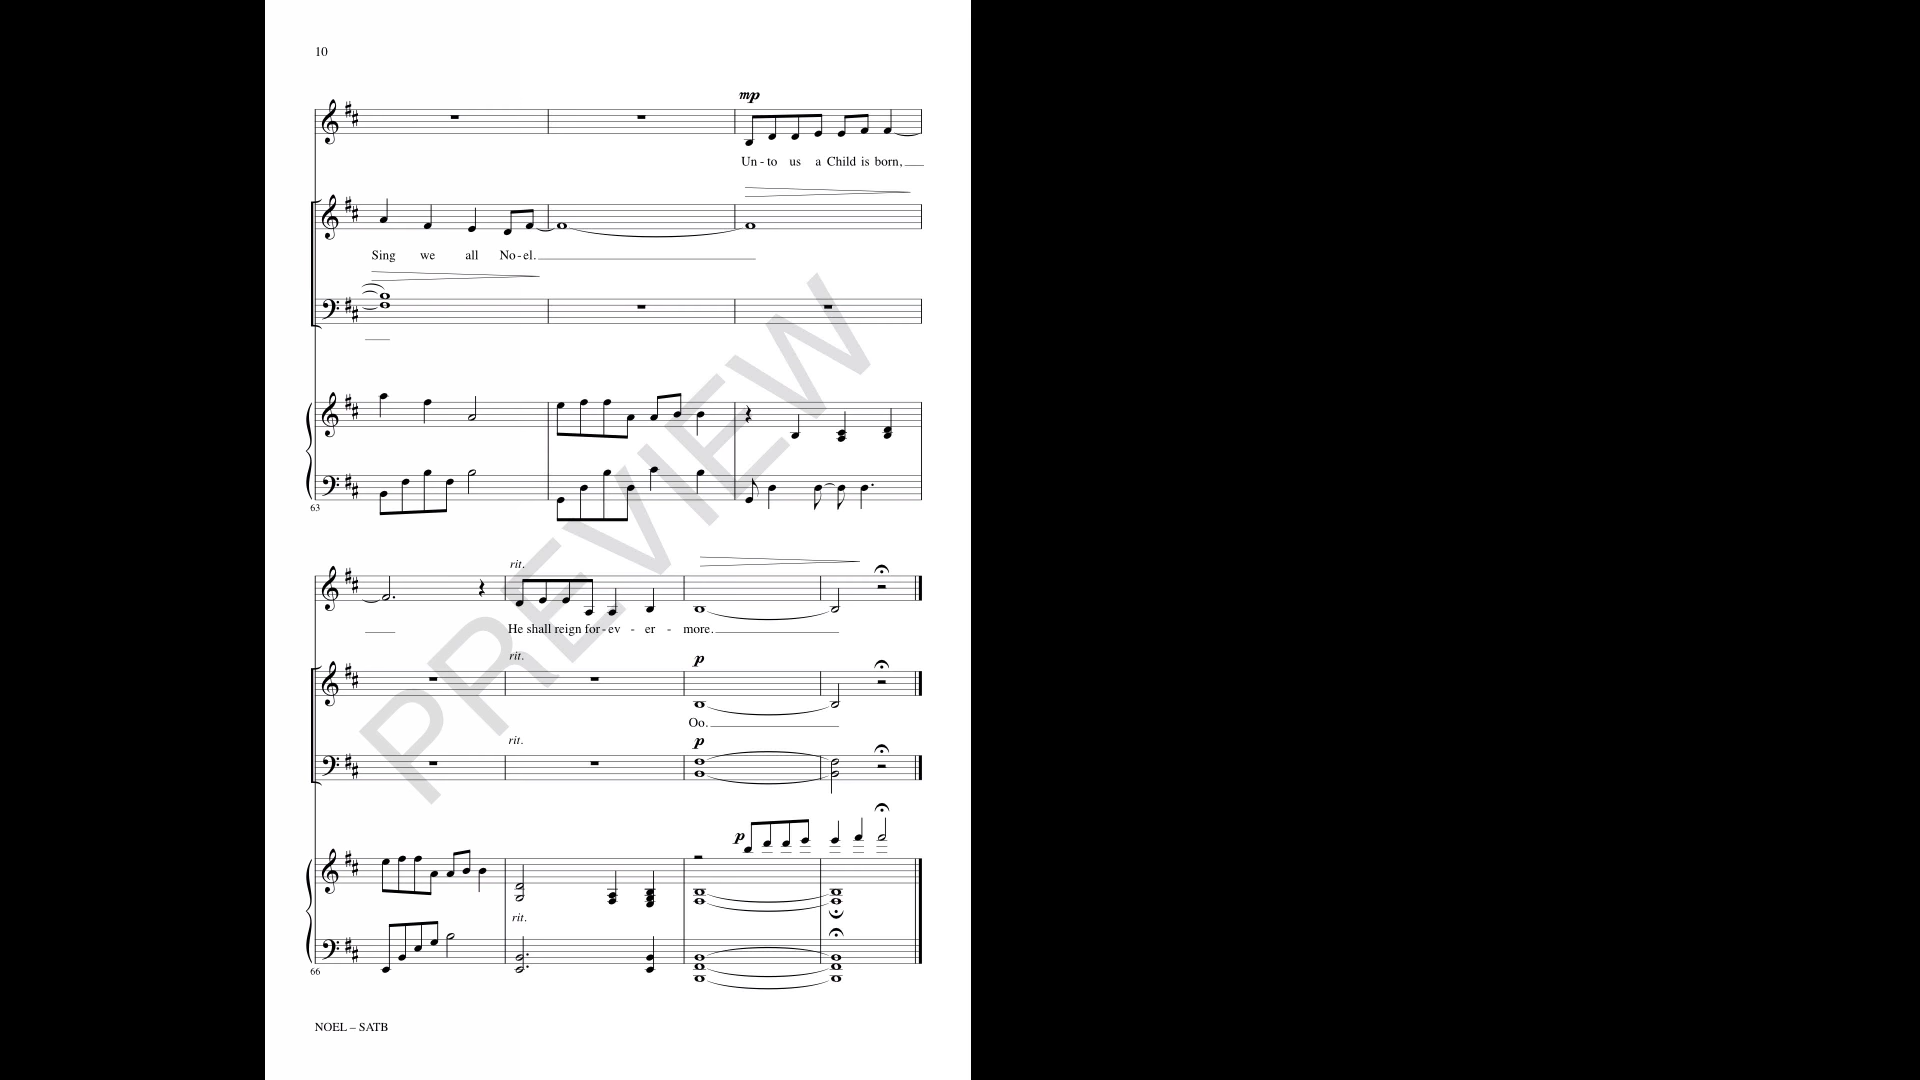 10
mp
Un - to us a Child is born,
Sing we all No - el.
63
rit.
He shall reign for - ev - er - more.
rit.
p
Oo.
rit.
p
p
rit.
66
NOEL – SATB
PREVIEW